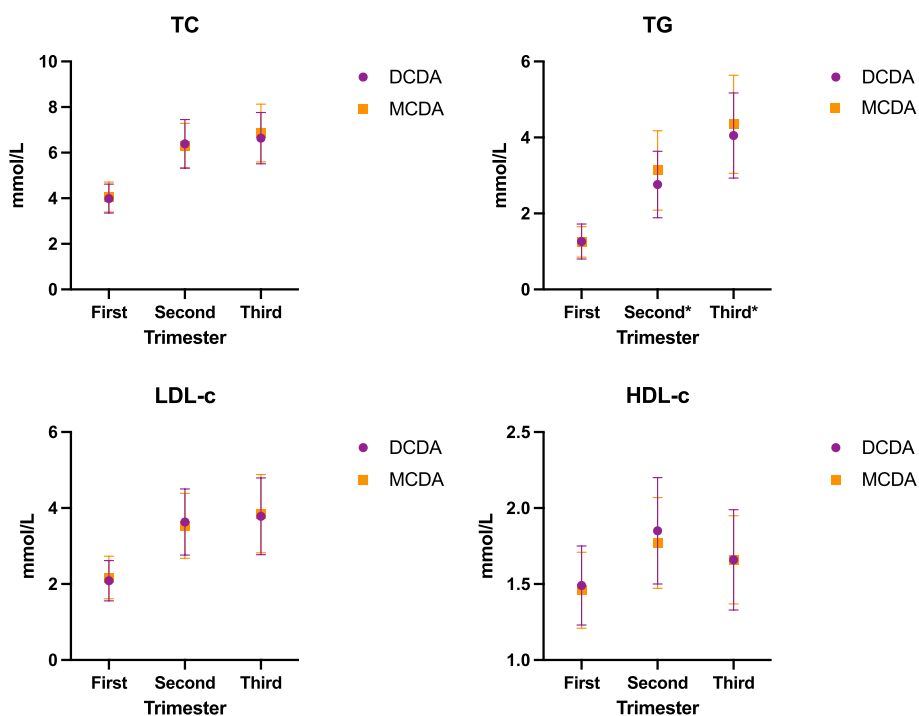 TC
10
8
6
4
2
0
mmol/L
First Second Third
Trimester
DCDA
MCDA
TG
6
4
2
0
mmol/L
First Second* Third*
Trimester
DCDA
MCDA
LDL-c
6
4
2
0
mmol/L
First Second Third
Trimester
DCDA
MCDA
HDL-c
2.5
2.0
1.5
1.0
mmol/L
First Second Third
Trimester
DCDA
MCDA